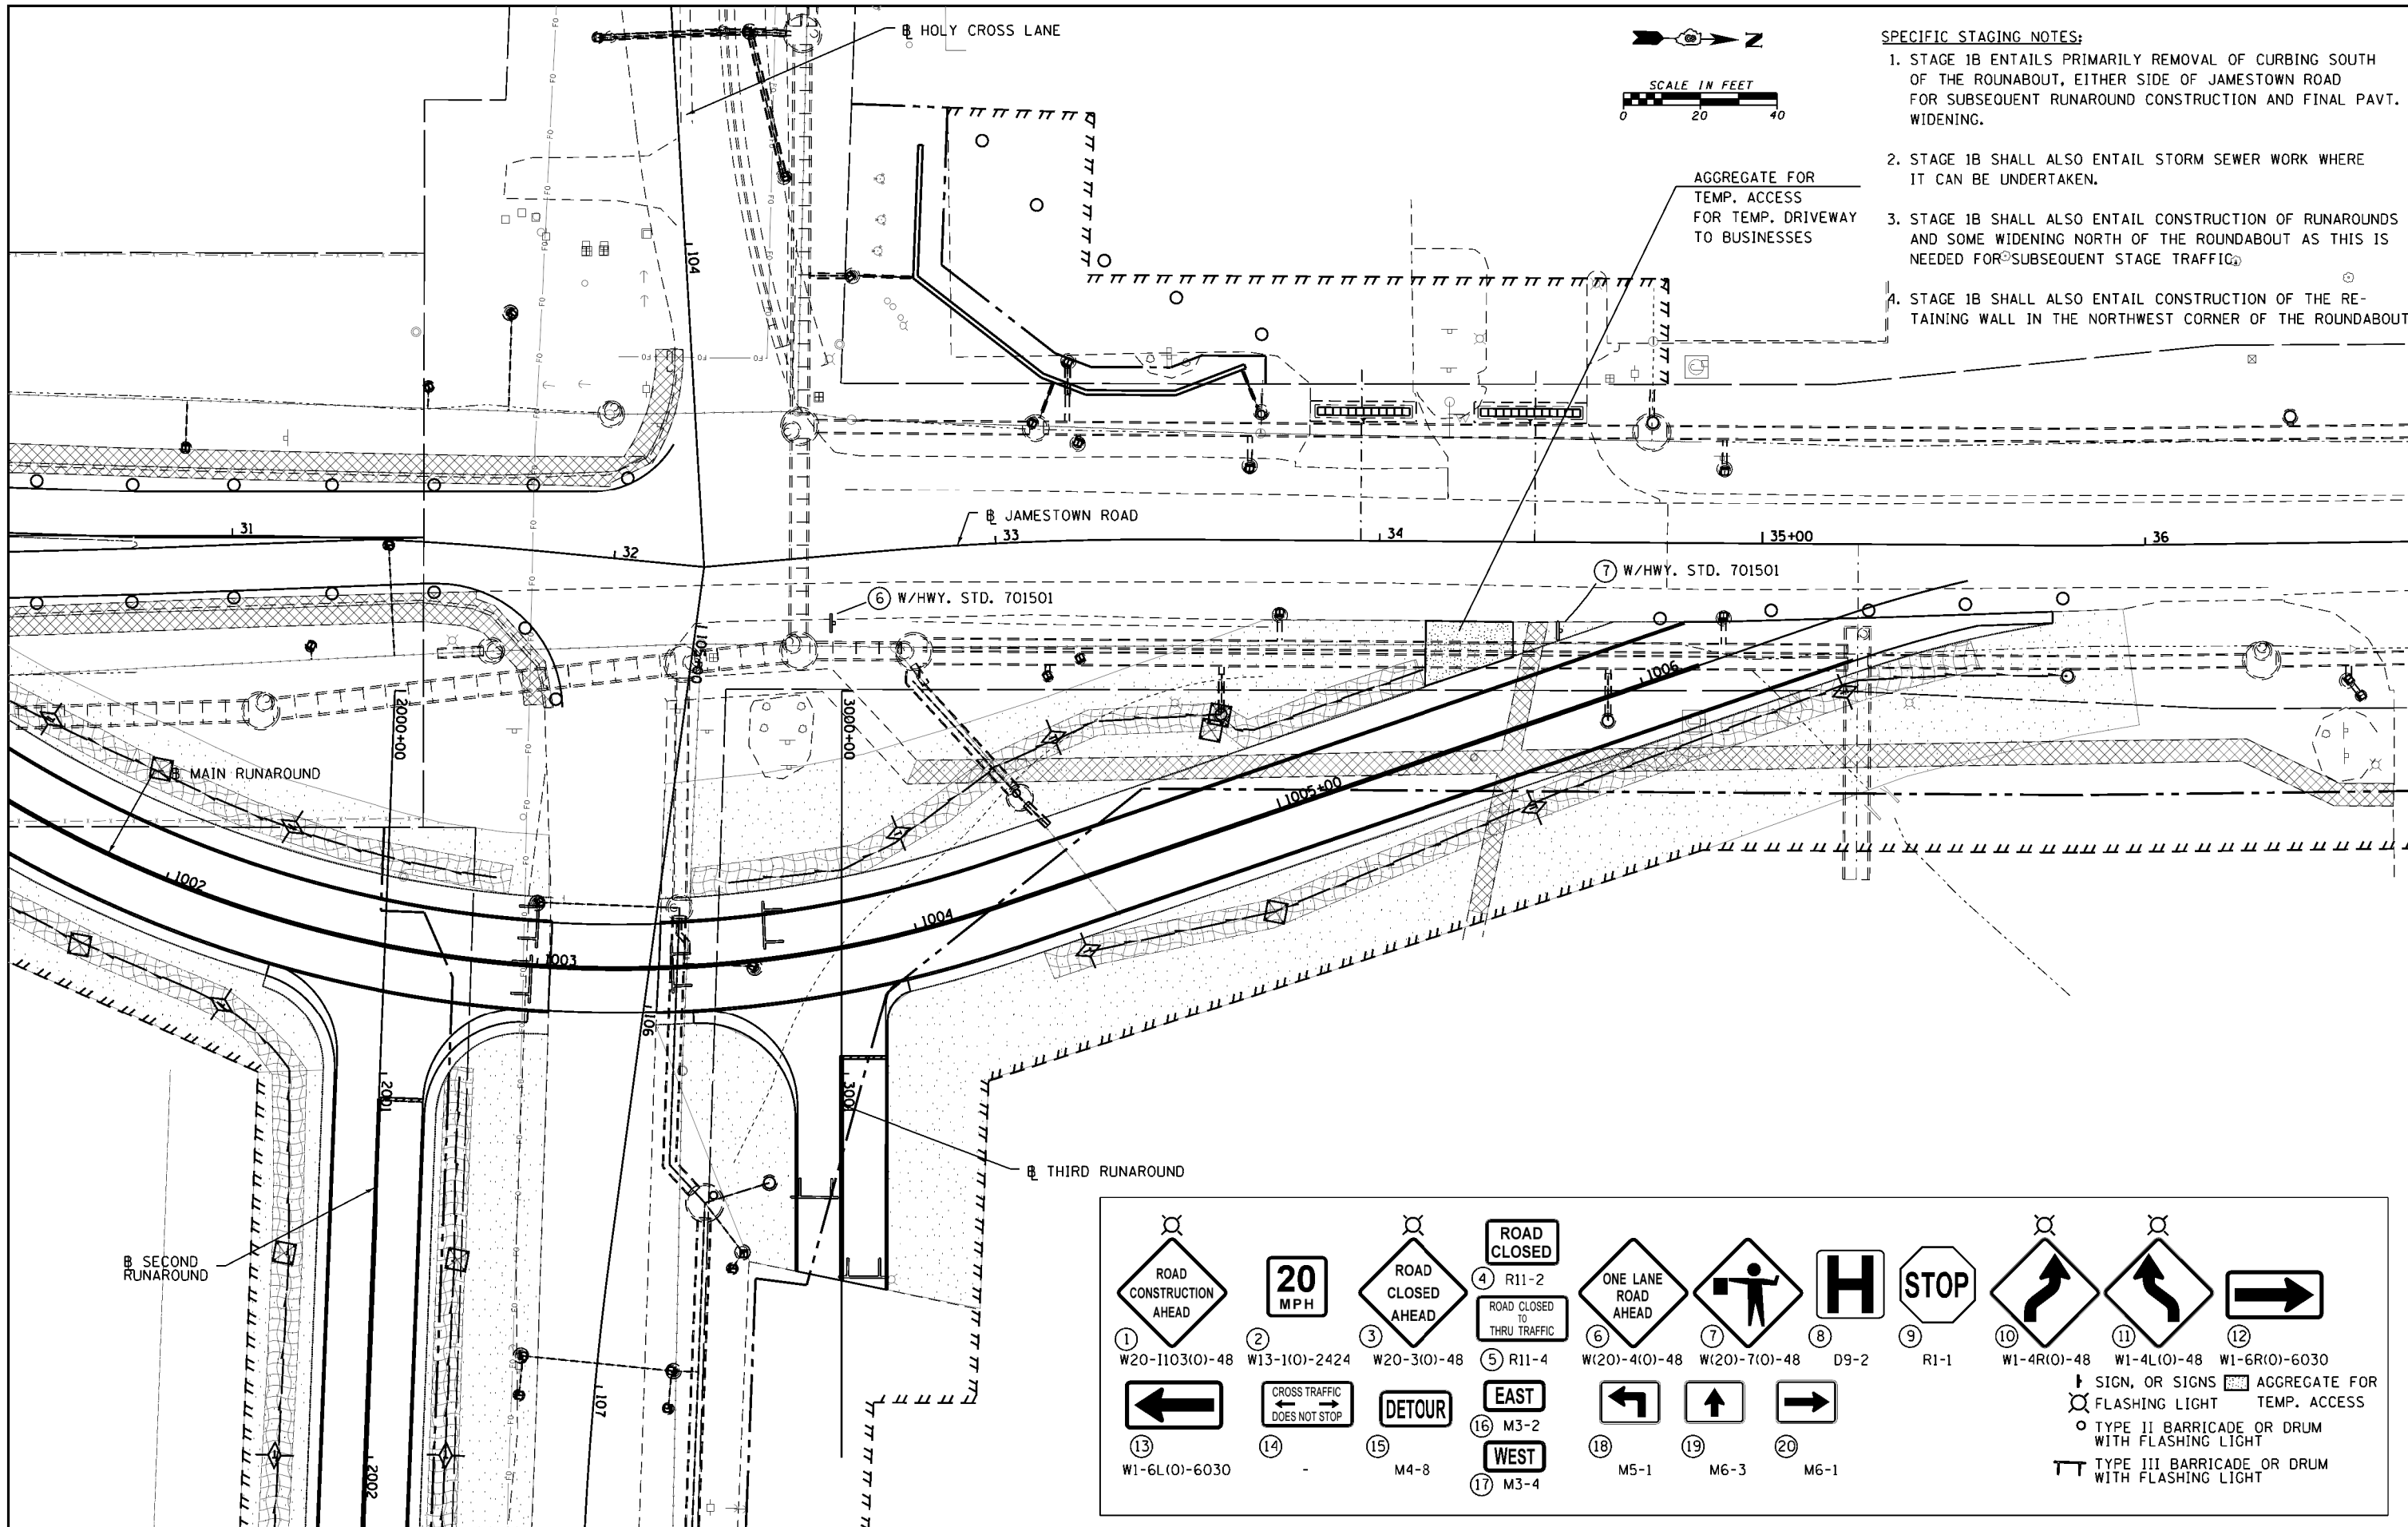 ℄ HOLY CROSS LANE
N
SCALE IN FEET
0 20 40
SPECIFIC STAGING NOTES:
1. STAGE 1B ENTAILS PRIMARILY REMOVAL OF CURBING SOUTH
OF THE ROUNABOUT, EITHER SIDE OF JAMESTOWN ROAD
FOR SUBSEQUENT RUNAROUND CONSTRUCTION AND FINAL PAVT.
WIDENING.
2. STAGE 1B SHALL ALSO ENTAIL STORM SEWER WORK WHERE
IT CAN BE UNDERTAKEN.
3. STAGE 1B SHALL ALSO ENTAIL CONSTRUCTION OF RUNAROUNDS
AND SOME WIDENING NORTH OF THE ROUNDABOUT AS THIS IS
NEEDED FOR SUBSEQUENT STAGE TRAFFIC.
4. STAGE 1B SHALL ALSO ENTAIL CONSTRUCTION OF THE RE-
TAINING WALL IN THE NORTHWEST CORNER OF THE ROUNDABOUT
AGGREGATE FOR
TEMP. ACCESS
FOR TEMP. DRIVEWAY
TO BUSINESSES
104
℄ JAMESTOWN ROAD
31
32
33
34
35+00
36
6 W/HWY. STD. 701501
7 W/HWY. STD. 701501
105+00
2000+00
3000+00
℄ MAIN RUNAROUND
1002
1003
1004
1005+00
1006
106
2001
3001
℄ THIRD RUNAROUND
℄ SECOND
RUNAROUND
107
2002
FO
ROAD
CONSTRUCTION
AHEAD
1
W20-I103(O)-48
20
MPH
2
W13-1(O)-2424
ROAD
CLOSED
AHEAD
3
W20-3(O)-48
ROAD
CLOSED
4 R11-2
ROAD CLOSED
TO
THRU TRAFFIC
5 R11-4
ONE LANE
ROAD
AHEAD
6
W(20)-4(O)-48
7
W(20)-7(O)-48
H
8
D9-2
STOP
9
R1-1
10
W1-4R(O)-48
11
W1-4L(O)-48
12
W1-6R(O)-6030
13
W1-6L(O)-6030
CROSS TRAFFIC
DOES NOT STOP
14
-
DETOUR
15
M4-8
EAST
16 M3-2
WEST
17 M3-4
18
M5-1
19
M6-3
20
M6-1
SIGN, OR SIGNS
AGGREGATE FOR
TEMP. ACCESS
FLASHING LIGHT
TYPE II BARRICADE OR DRUM
WITH FLASHING LIGHT
TYPE III BARRICADE OR DRUM
WITH FLASHING LIGHT